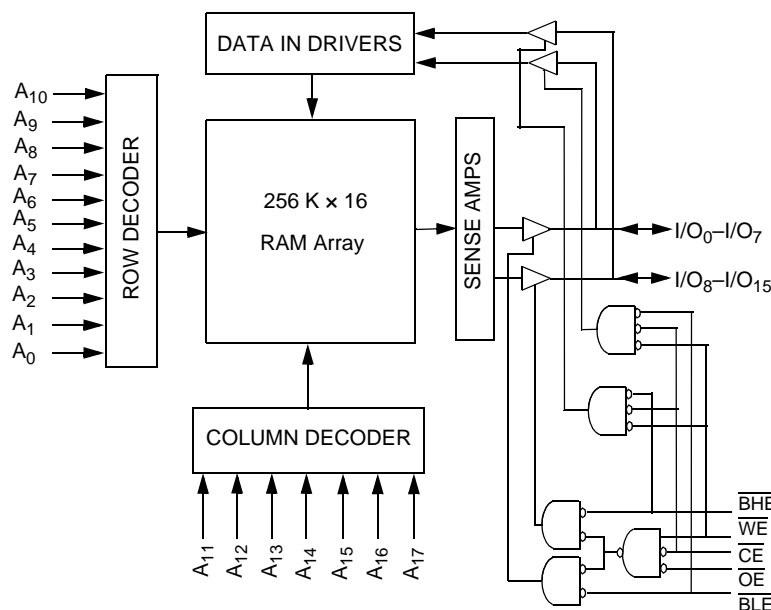 DATA IN DRIVERS
A10
A9
A8
A7
A6
A5
A4
A3
A2
A1
A0
ROW DECODER
256 K × 16
RAM Array
SENSE AMPS
I/O0–I/O7
I/O8–I/O15
COLUMN DECODER
A11
A12
A13
A14
A15
A16
A17
BHE
WE
CE
OE
BLE